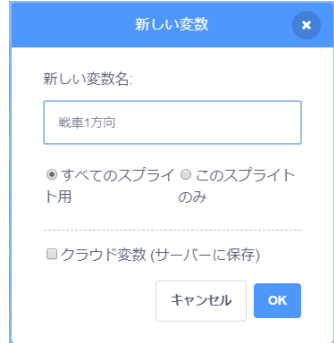 新しい変数
新しい変数名:
戦車1方向
すべてのスプライ このスプライト
ト用 のみ
クラウド変数 (サーバーに保存)
キャンセル OK